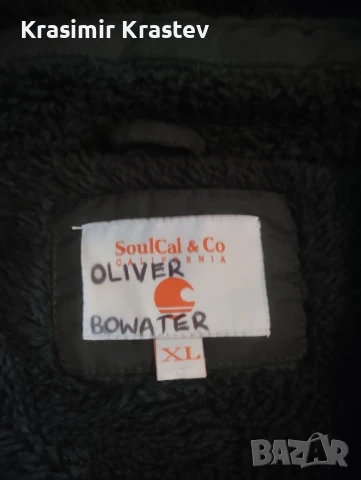 Krasimir Krastev
SoulCal & Co
CALIFORNIA
OLIVER
BOWATER
XL
BAZAR